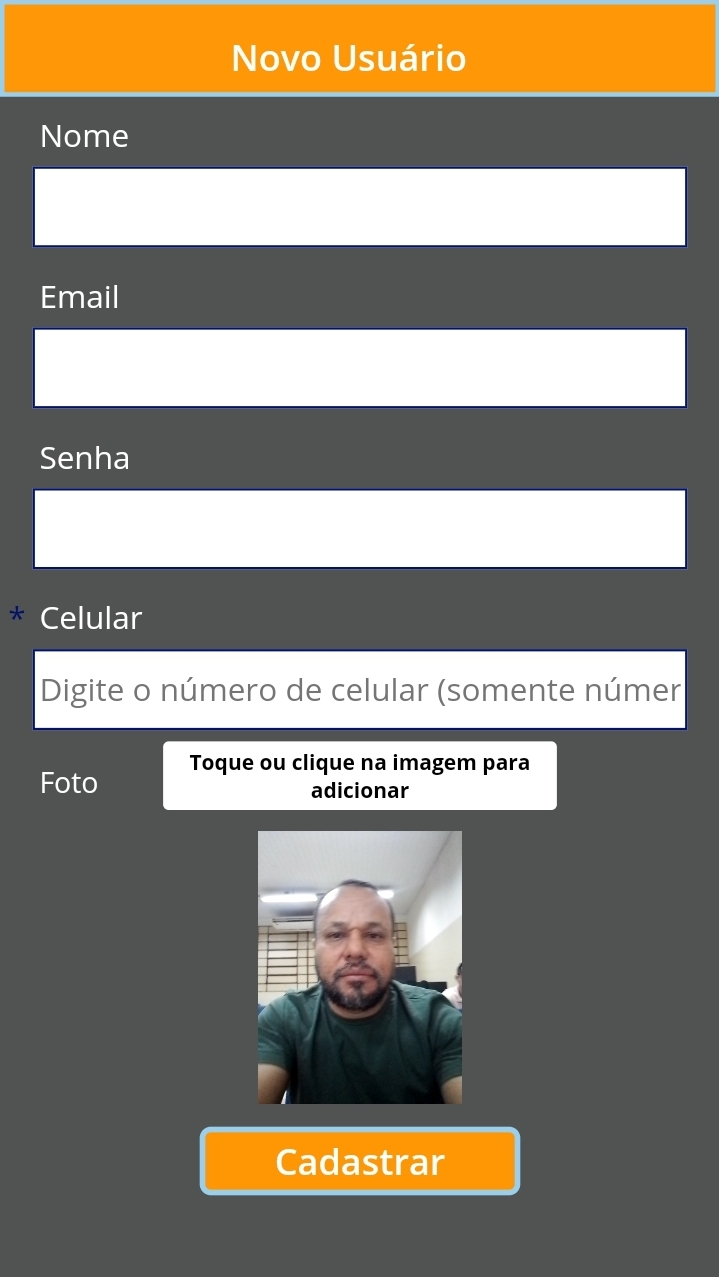 Novo Usuário
Nome
Email
Senha
* Celular
Digite o número de celular (somente númer
Foto
Toque ou clique na imagem para
adicionar
Cadastrar